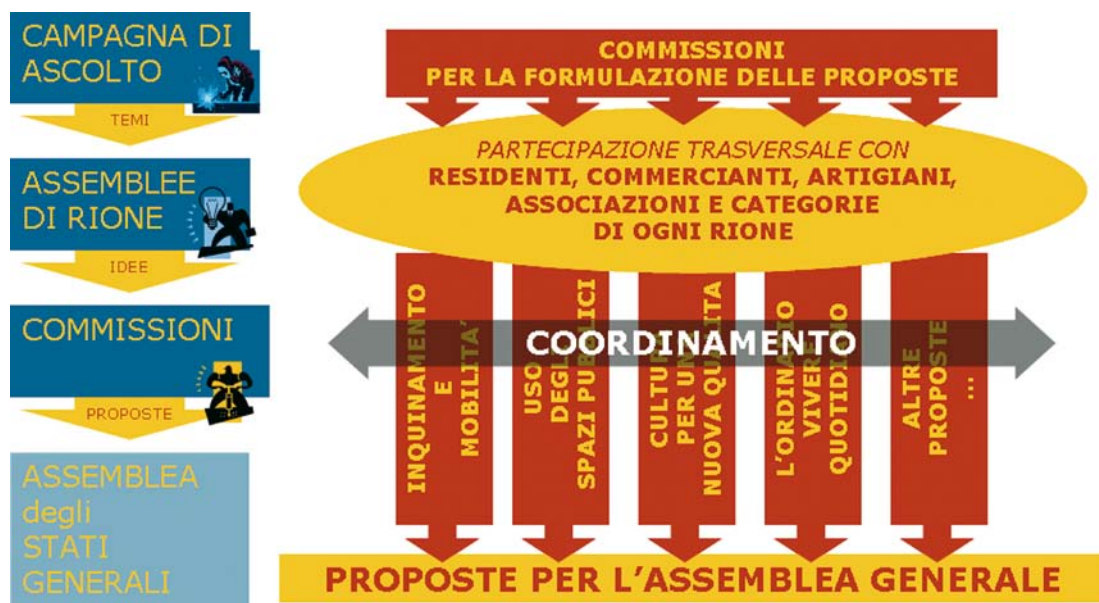 CAMPAGNA DI
ASCOLTO
TEMI
ASSEMBLEE
DI RIONE
IDEE
COMMISSIONI
PROPOSTE
ASSEMBLEA
degli
STATI
GENERALI
COMMISSIONI
PER LA FORMULAZIONE DELLE PROPOSTE
PARTECIPAZIONE TRASVERSALE CON
RESIDENTI, COMMERCIANTI, ARTIGIANI,
ASSOCIAZIONI E CATEGORIE
DI OGNI RIONE
COORDINAMENTO
INQUINAMENTO
E
MOBILITA’
USO
DEGLI
SPAZI PUBBLICI
CULTURA
PER UNA
NUOVA QUALITA
L’ORDINARIO
VIVERE
QUOTIDIANO
ALTRE
PROPOSTE
...
PROPOSTE PER L’ASSEMBLEA GENERALE